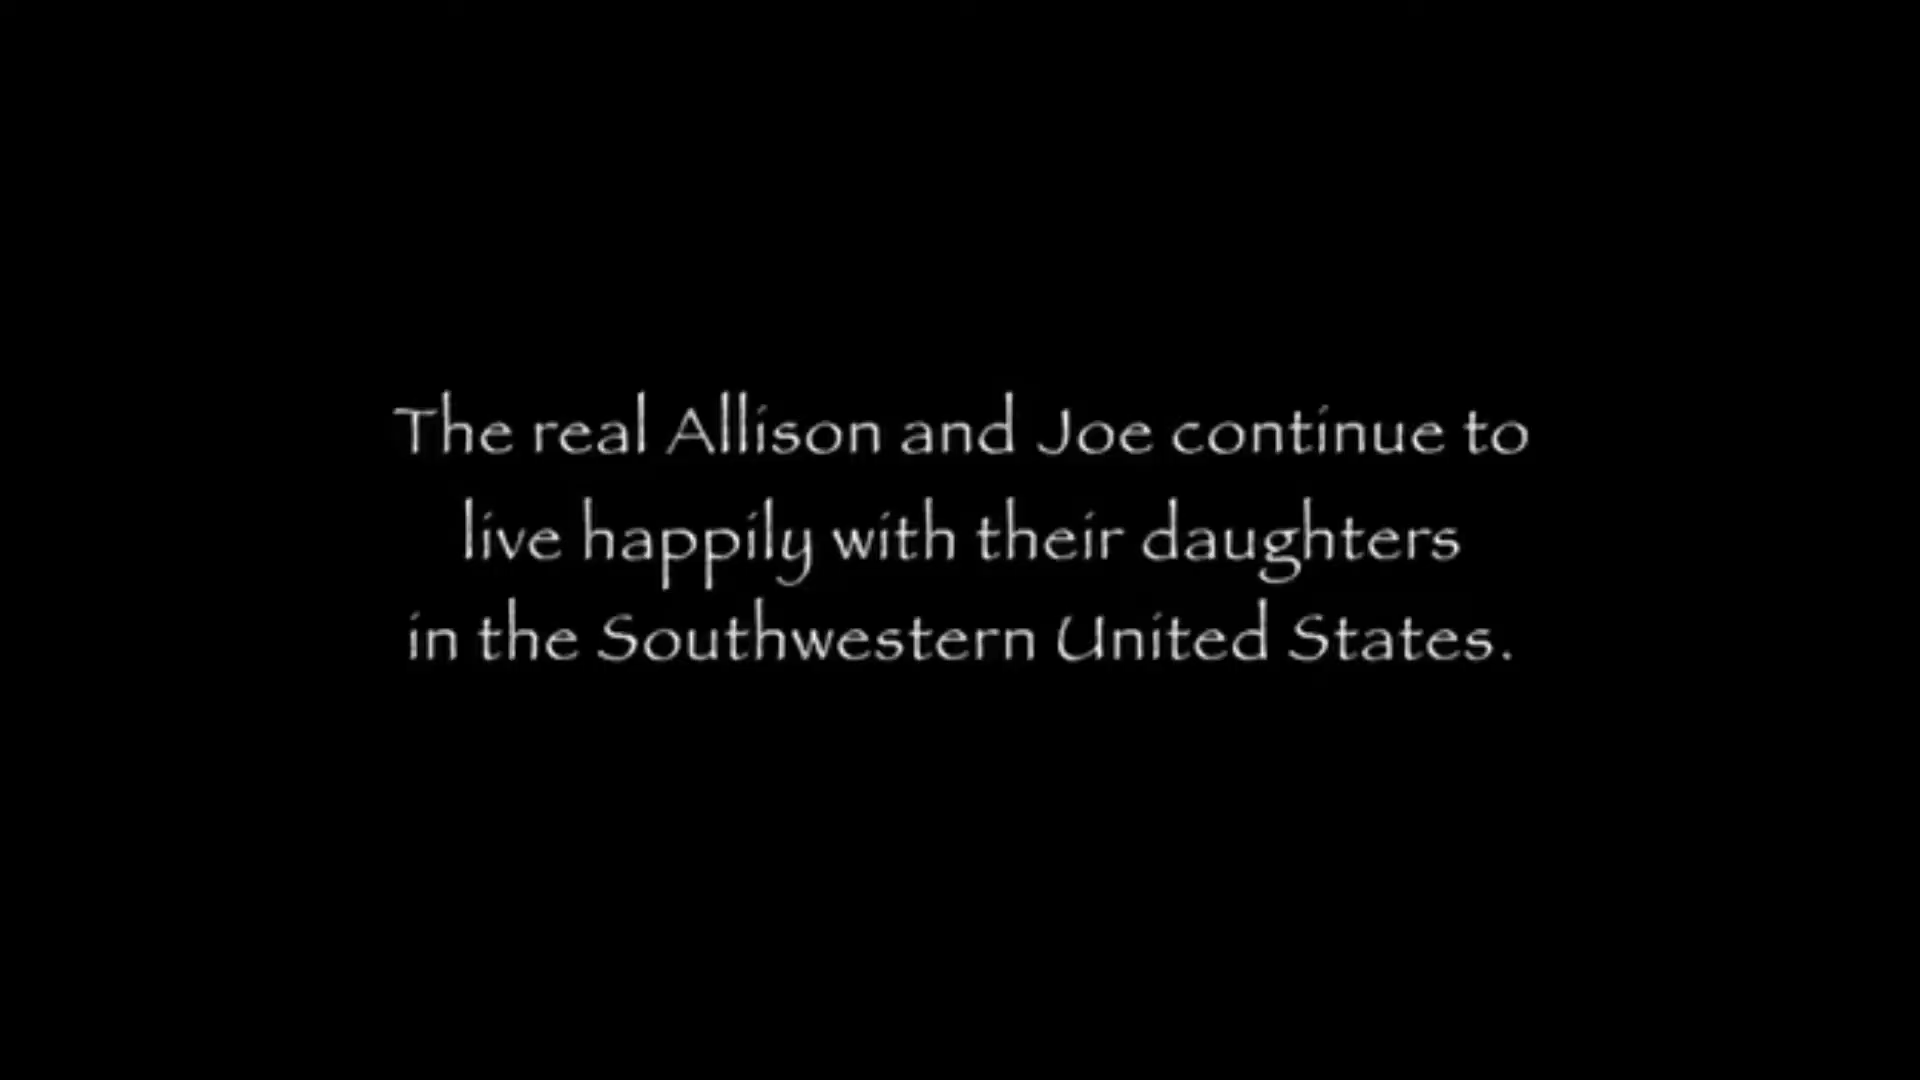 The real Allison and Joe continue to
live happily with their daughters
in the Southwestern United States.